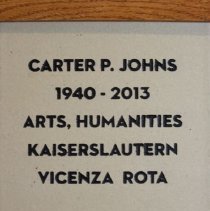 CARTER P. JOHNS
1940 - 2013
ARTS, HUMANITIES
KAISERSLAUTERN
VICENZA ROTA